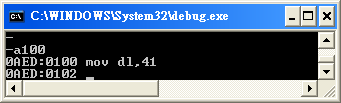 C:\WINDOWS\System32\debug.exe
-
-a100
0AED:0100 mov dl,41
0AED:0102 _